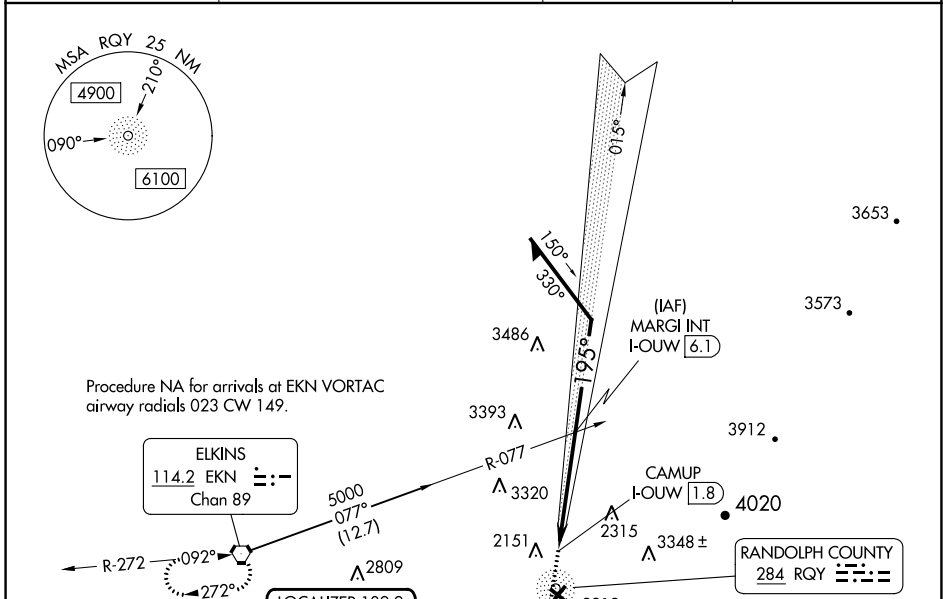 MSA RQY 25 NM
210°
4900
090°
6100
015°
3653
150°
330°
3573
(IAF)
MARGI INT
I-OUW 6.1
3486
195°
Procedure NA for arrivals at EKN VORTAC
airway radials 023 CW 149.
3393
3912
R-077
ELKINS
114.2 EKN
Chan 89
CAMUP
I-OUW 1.8
5000
077°
(12.7)
3320
4020
2315
2151
3348 ±
R-272
092°
2809
RANDOLPH COUNTY
284 RQY
272°